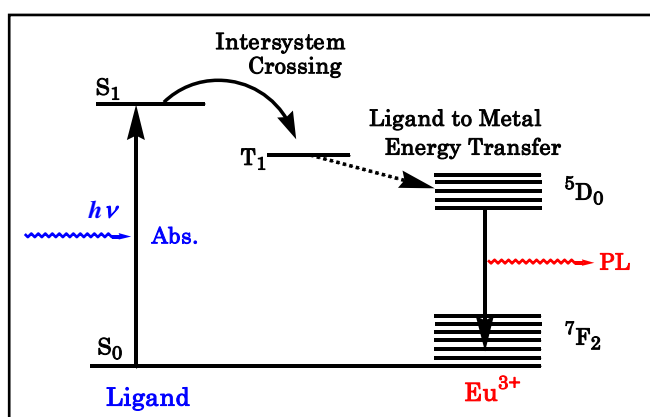 Intersystem
Crossing
S₁
Ligand to Metal
Energy Transfer
T₁
⁵D₀
hν
Abs.
PL
⁷F₂
S₀
Ligand
Eu³⁺